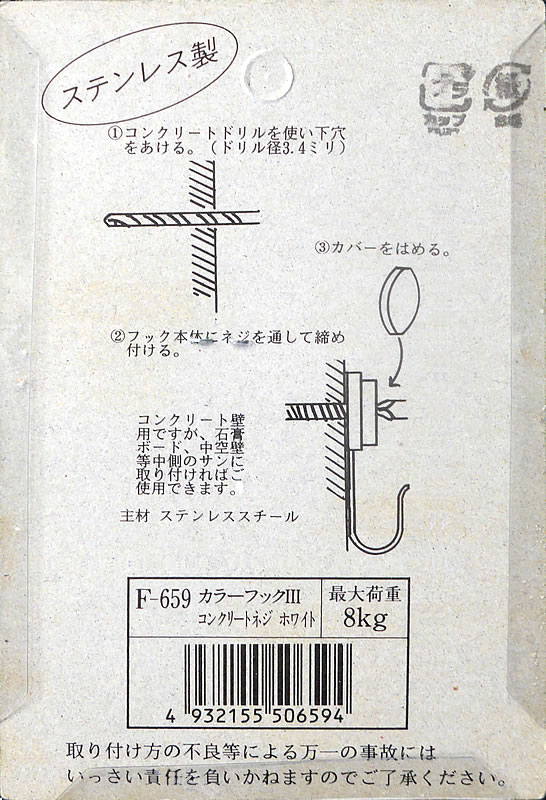 ステンレス製
①コンクリートドリルを使い下穴
をあける。(ドリル径3.4ミリ)
③カバーをはめる。
②フック本体にネジを通して締め
付ける。
コンクリート壁
用ですが、石膏
ボード、中空壁
等中側のサンに
取り付ければご
使用できます。
主材 ステンレススチール
F-659 カラーフックIII
コンクリートネジ ホワイト
最大荷重
8kg
4 932155 506594
取り付け方の不良等による万一の事故には
いっさい責任を負いかねますのでご了承ください。